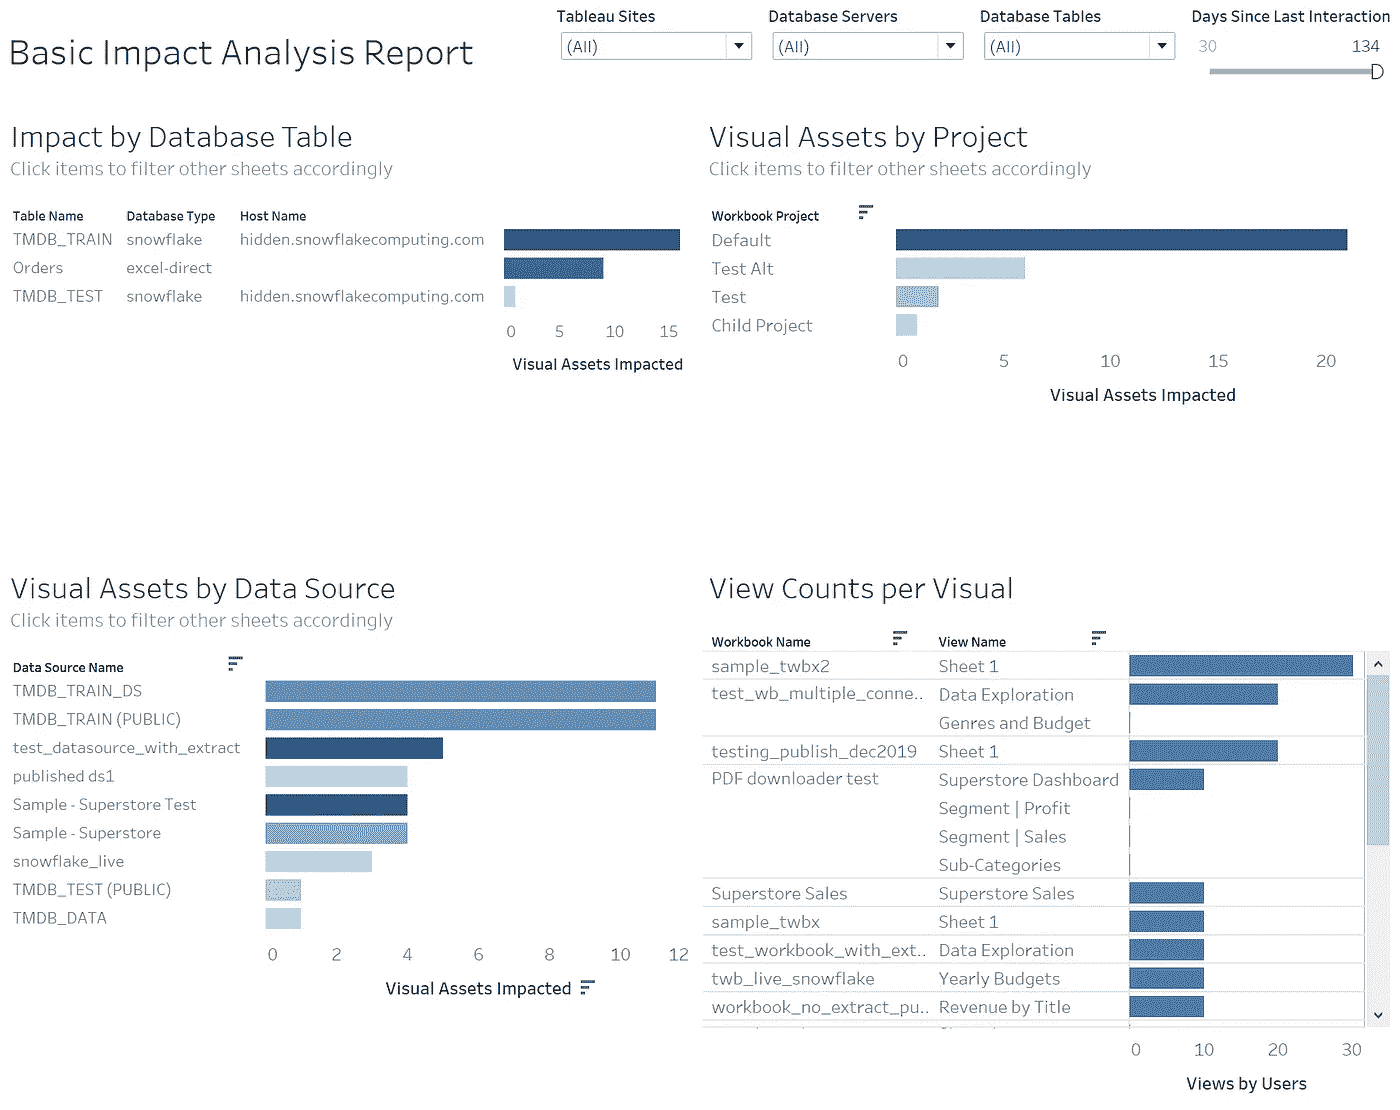 Basic Impact Analysis Report
Tableau Sites
(All)
Database Servers
(All)
Database Tables
(All)
Days Since Last Interaction
30 134
Impact by Database Table
Click items to filter other sheets accordingly
Table Name Database Type Host Name
TMDB_TRAIN snowflake hidden.snowflakecomputing.com
Orders excel-direct
TMDB_TEST snowflake hidden.snowflakecomputing.com
0 5 10 15
Visual Assets Impacted
Visual Assets by Project
Click items to filter other sheets accordingly
Workbook Project
Default
Test Alt
Test
Child Project
0 5 10 15 20
Visual Assets Impacted
Visual Assets by Data Source
Click items to filter other sheets accordingly
Data Source Name
TMDB_TRAIN_DS
TMDB_TRAIN (PUBLIC)
test_datasource_with_extract
published ds1
Sample - Superstore Test
Sample - Superstore
snowflake_live
TMDB_TEST (PUBLIC)
TMDB_DATA
0 2 4 6 8 10 12
Visual Assets Impacted
View Counts per Visual
Workbook Name View Name
sample_twbx2 Sheet 1
test_wb_multiple_conne.. Data Exploration
Genres and Budget
testing_publish_dec2019 Sheet 1
PDF downloader test Superstore Dashboard
Segment | Profit
Segment | Sales
Sub-Categories
Superstore Sales Superstore Sales
sample_twbx Sheet 1
test_workbook_with_ext.. Data Exploration
twb_live_snowflake Yearly Budgets
workbook_no_extract_pu.. Revenue by Title
0 10 20 30
Views by Users